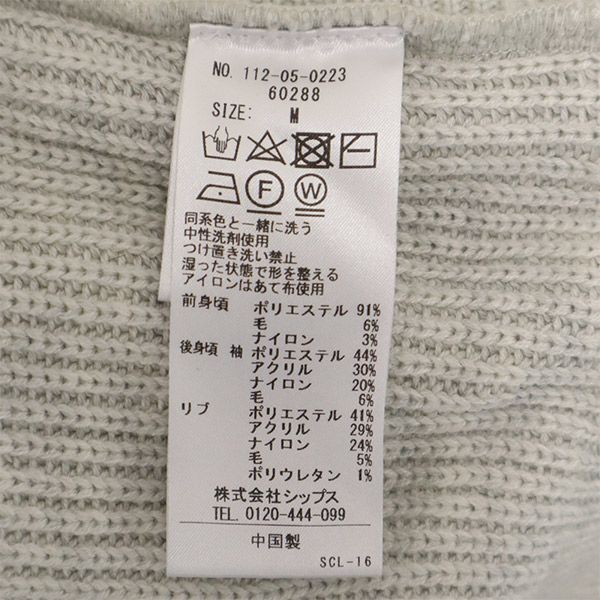 NO. 112-05-0223
60288
SIZE: M
F W
同系色と一緒に洗う
中性洗剤使用
つけ置き洗い禁止
湿った状態で形を整える
アイロンはあて布使用
前身頃 ポリエステル 91%
毛 6%
ナイロン 3%
後身頃 袖 ポリエステル 44%
アクリル 30%
ナイロン 20%
毛 6%
リブ ポリエステル 41%
アクリル 29%
ナイロン 24%
毛 5%
ポリウレタン 1%
株式会社シップス
TEL. 0120-444-099
中国製
SCL-16